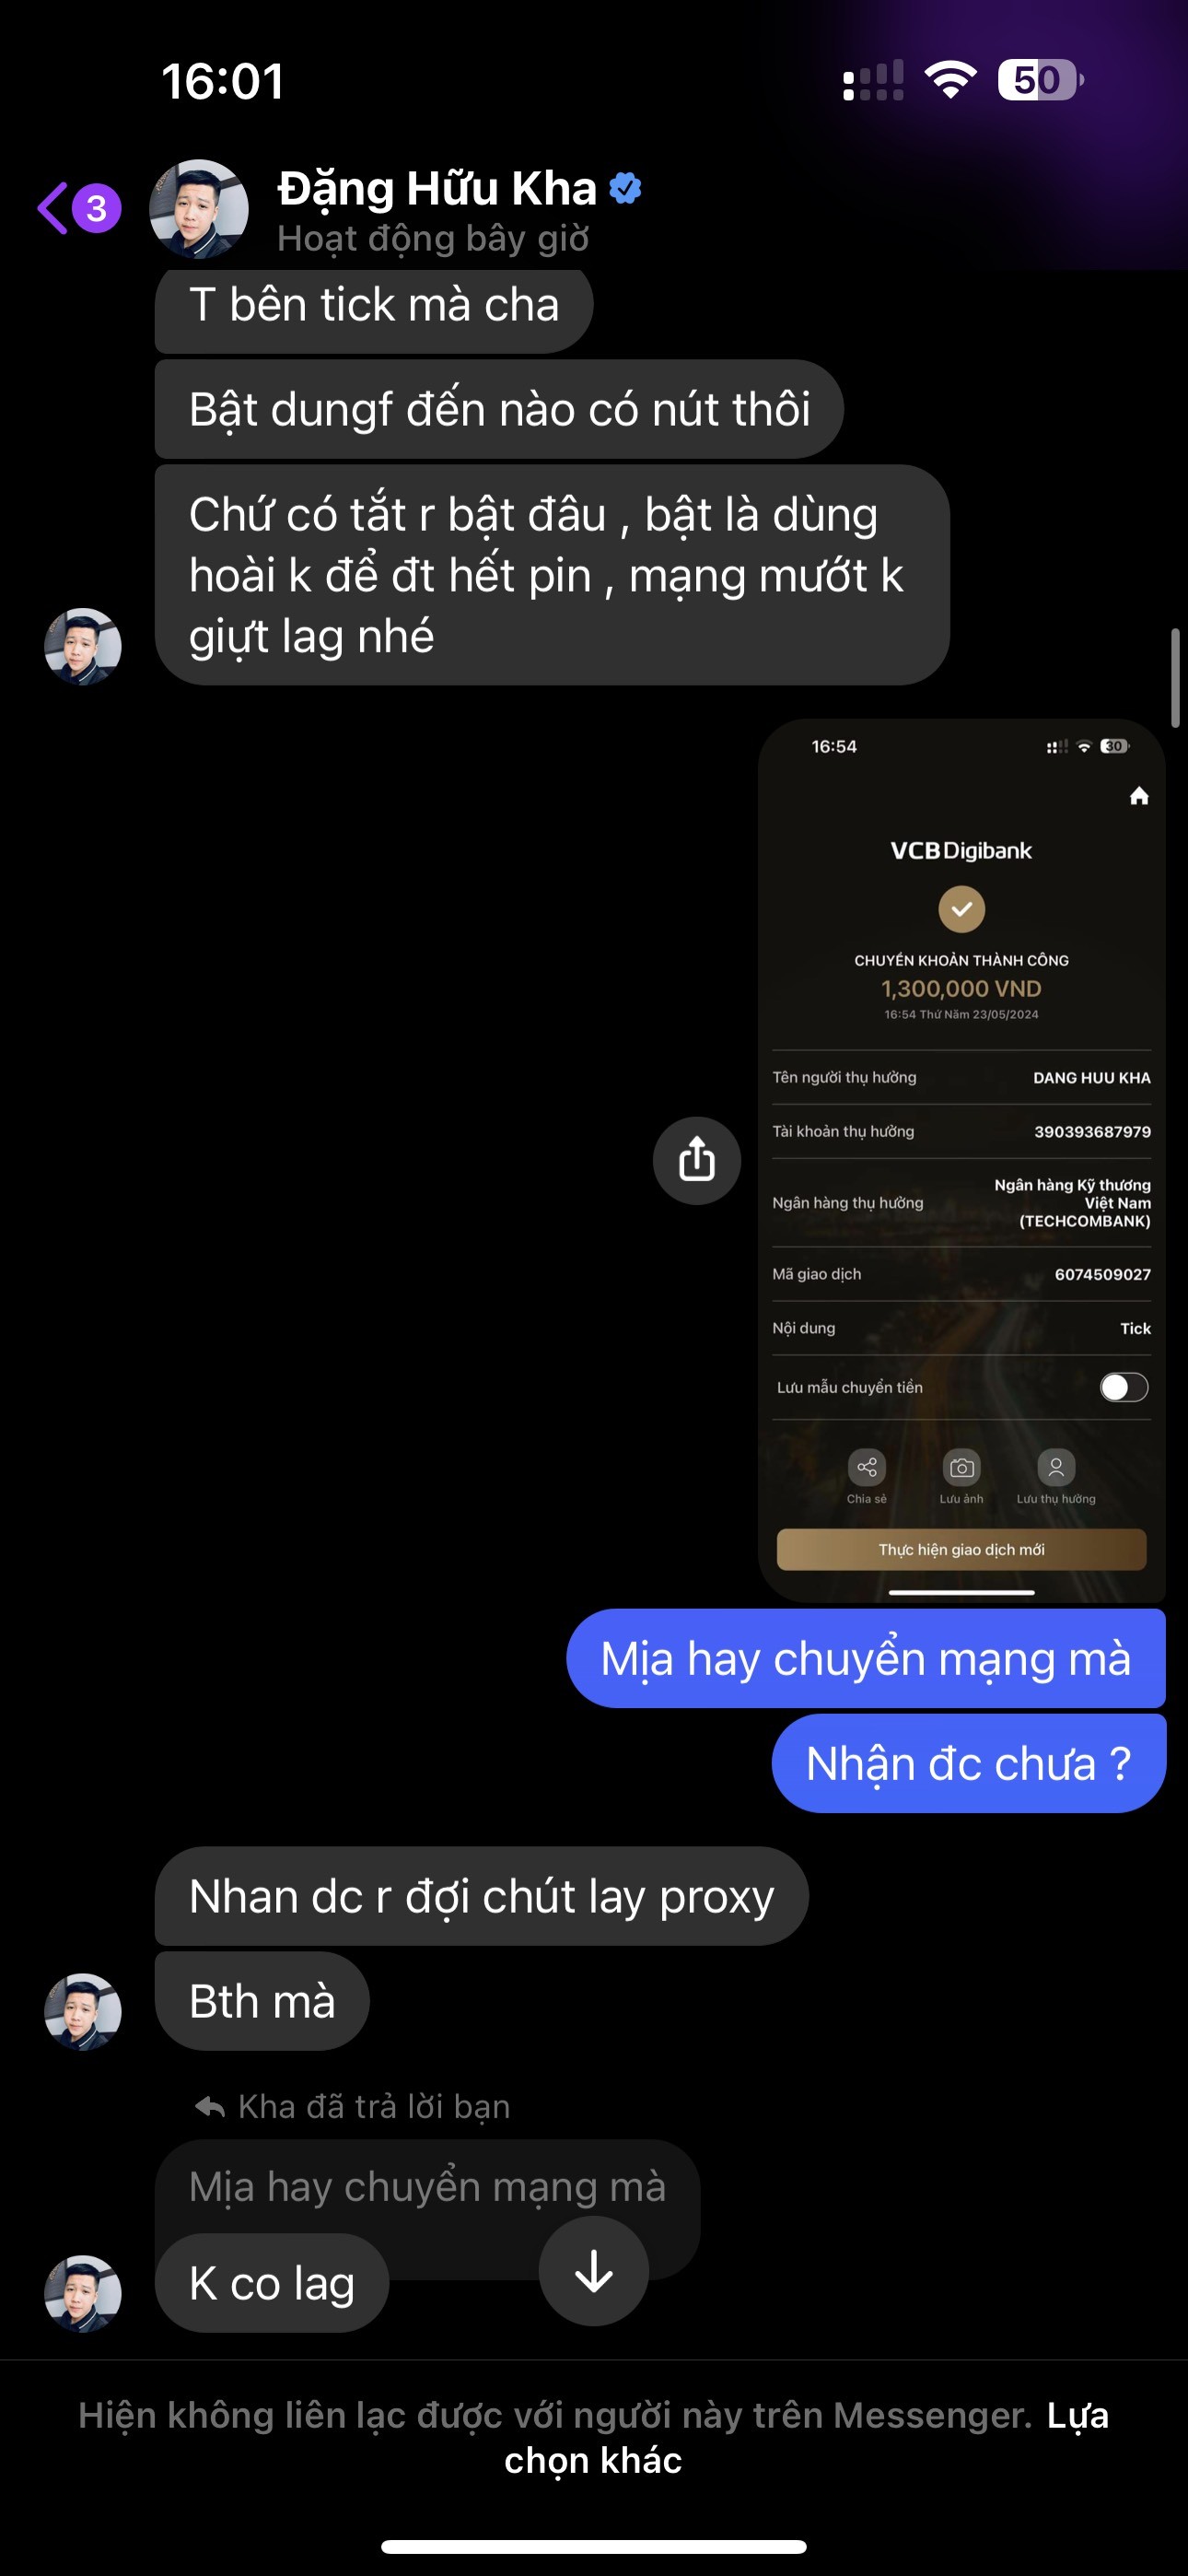 16:01
50
3
Đặng Hữu Kha
Hoạt động bây giờ
T bên tick mà cha
Bật dungf đến nào có nút thôi
Chứ có tắt r bật đâu , bật là dùng
hoài k để đt hết pin , mạng mướt k
giựt lag nhé
16:54
30
VCB Digibank
CHUYỂN KHOẢN THÀNH CÔNG
1,300,000 VND
16:54 Thứ Năm 23/05/2024
Tên người thụ hưởng DANG HUU KHA
Tài khoản thụ hưởng 390393687979
Ngân hàng thụ hưởng Ngân hàng Kỹ thương
Việt Nam
(TECHCOMBANK)
Mã giao dịch 6074509027
Nội dung Tick
Lưu mẫu chuyển tiền
Chia sẻ Lưu ảnh Lưu thụ hưởng
Thực hiện giao dịch mới
Mịa hay chuyển mạng mà
Nhận đc chưa ?
Nhan dc r đợi chút lay proxy
Bth mà
Kha đã trả lời bạn
Mịa hay chuyển mạng mà
K co lag
Hiện không liên lạc được với người này trên Messenger. Lựa
chọn khác